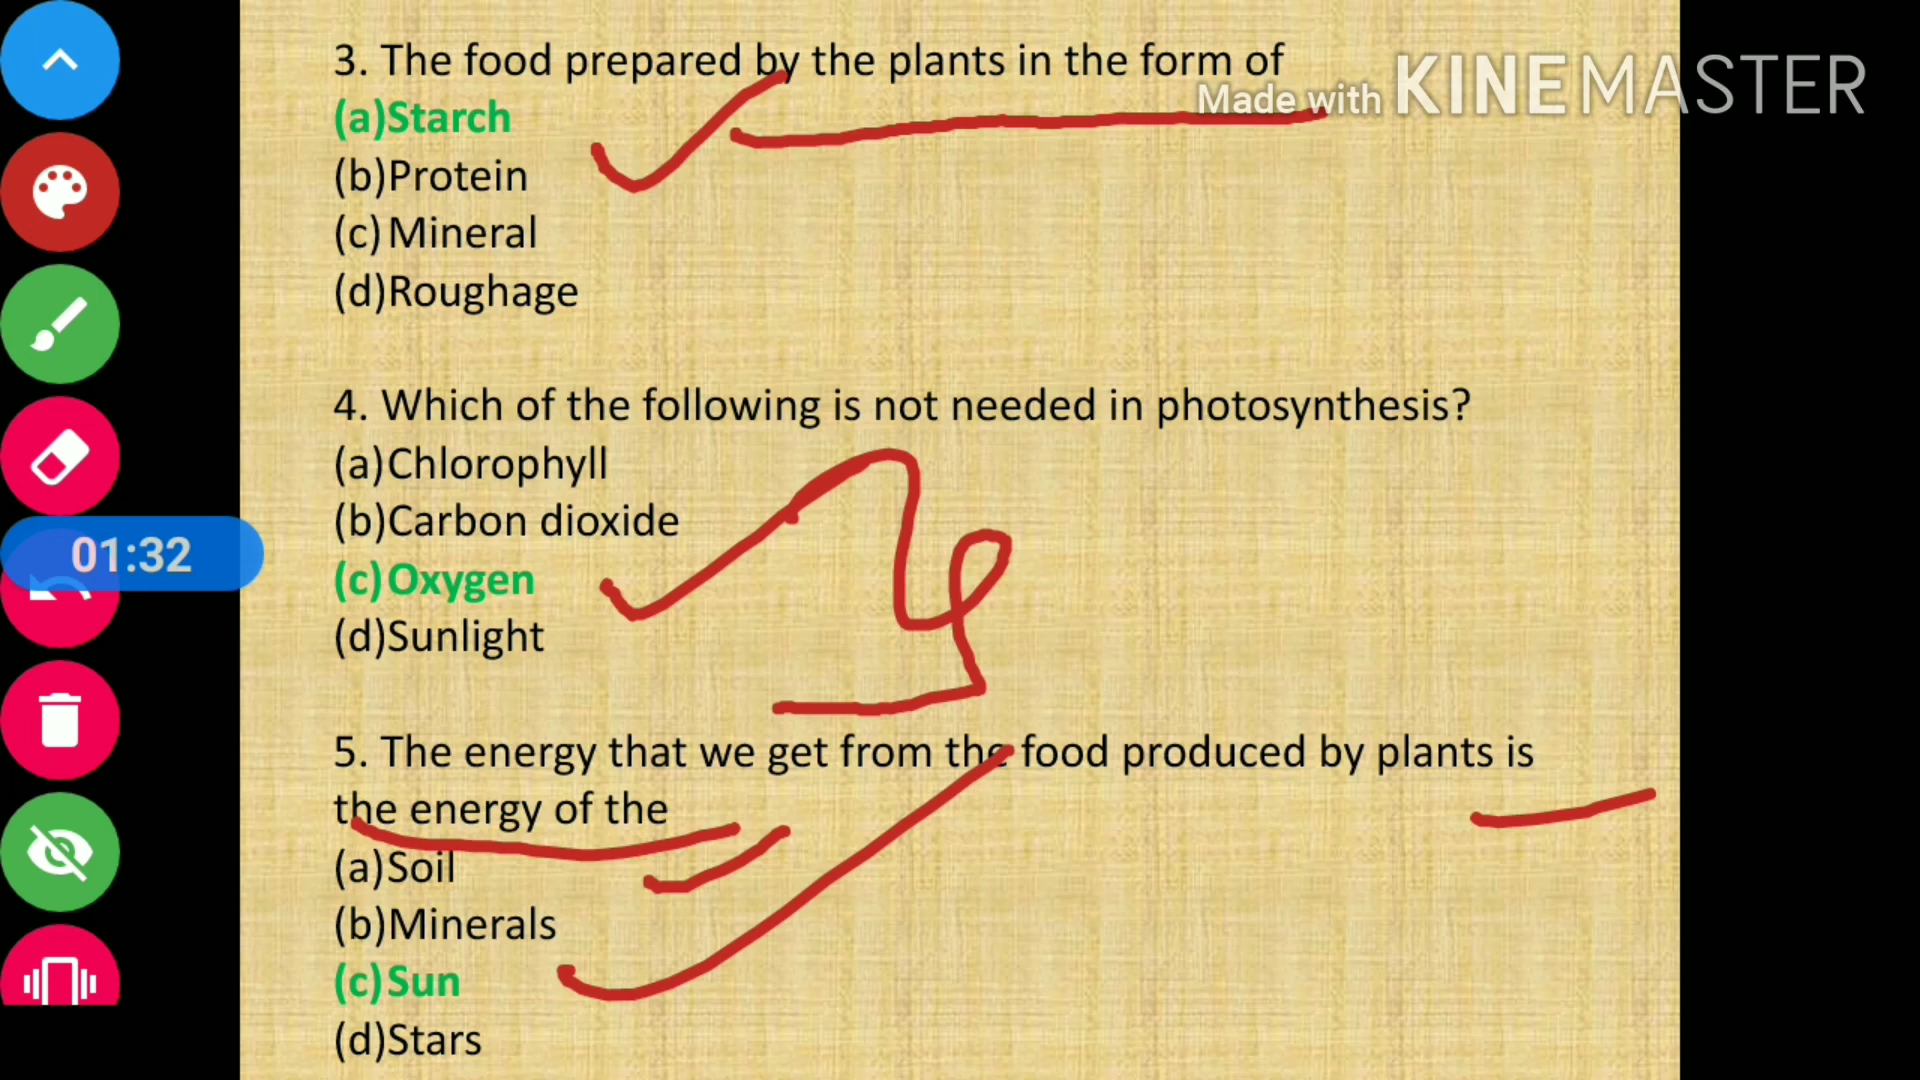 3. The food prepared by the plants in the form of
Made with KINEMASTER
(a)Starch
(b)Protein
(c)Mineral
(d)Roughage
4. Which of the following is not needed in photosynthesis?
(a)Chlorophyll
(b)Carbon dioxide
01:32
(c)Oxygen
(d)Sunlight
5. The energy that we get from the food produced by plants is
the energy of the
(a)Soil
(b)Minerals
(c)Sun
(d)Stars